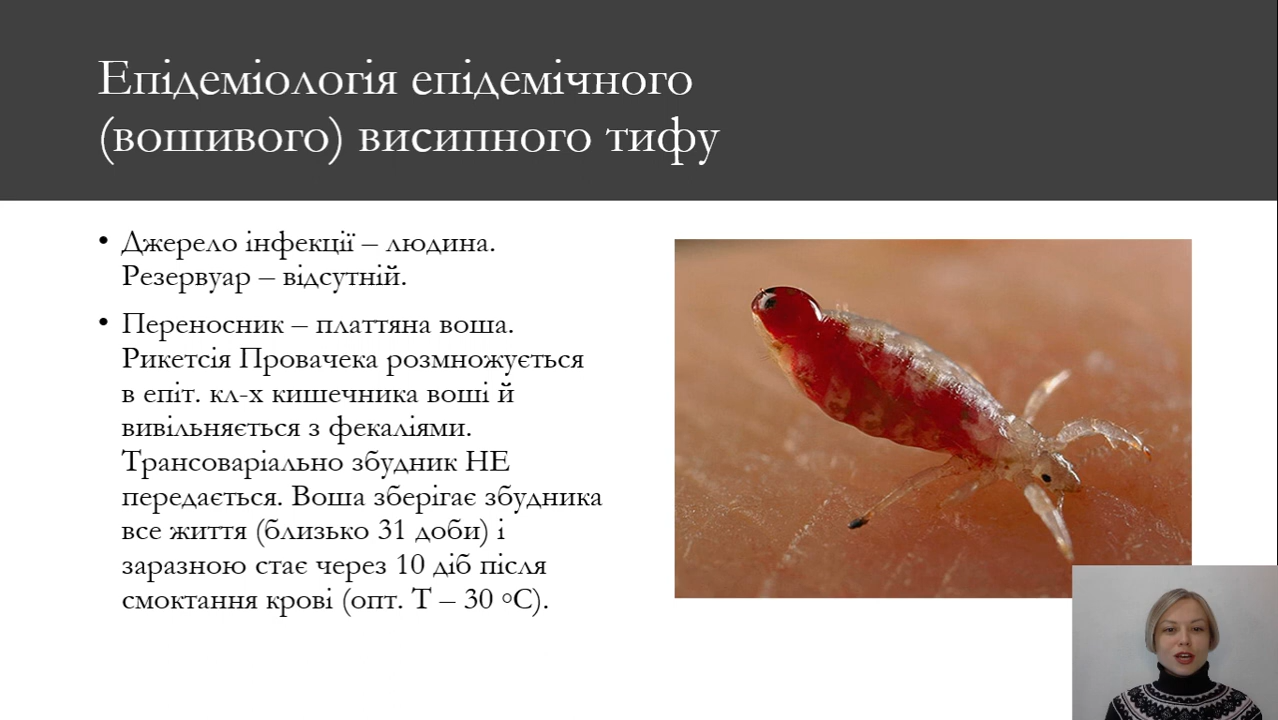 Епідеміологія епідемічного
(вошивого) висипного тифу
• Джерело інфекції – людина.
Резервуар – відсутній.
• Переносник – платтяна воша.
Рикетсія Провачека розмножується
в епіт. кл-х кишечника воші й
вивільняється з фекаліями.
Трансоваріально збудник НЕ
передається. Воша зберігає збудника
все життя (близько 31 доби) і
заразною стає через 10 діб після
смоктання крові (опт. Т – 30 °С).